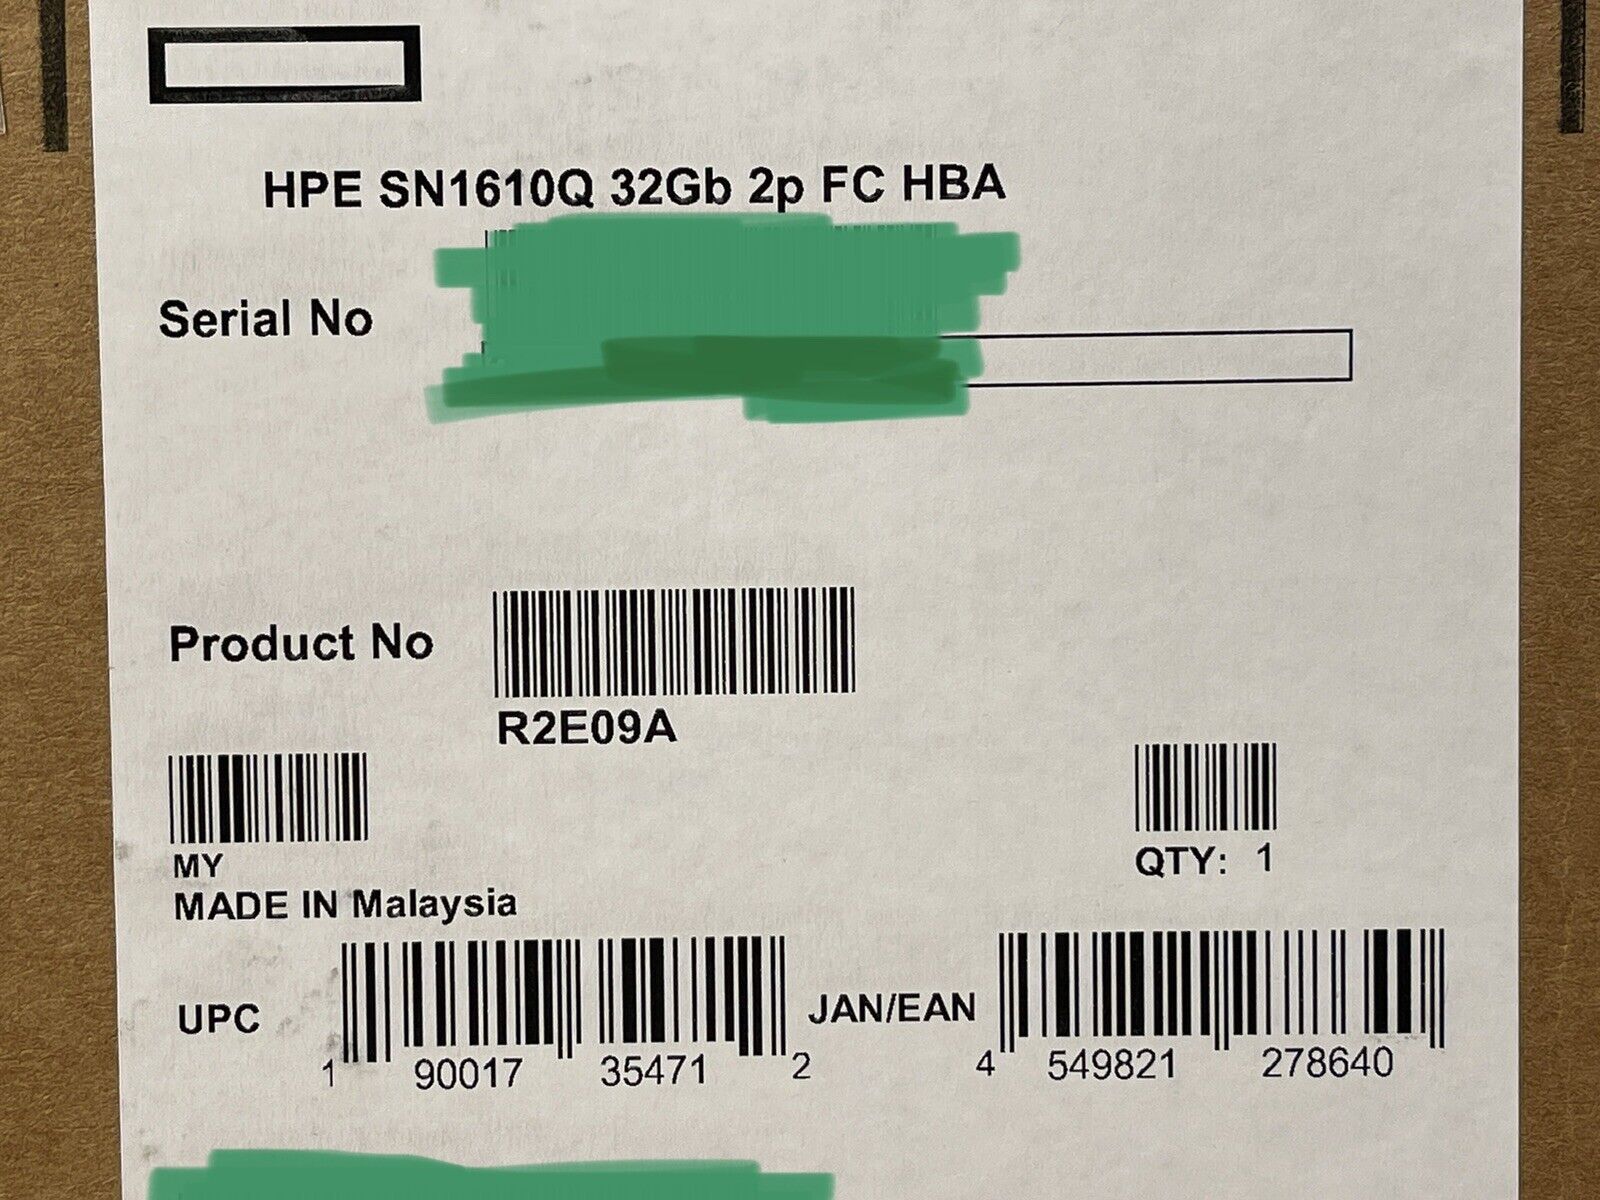 HPE SN1610Q 32Gb 2p FC HBA
Serial No
Product No
R2E09A
MY
QTY: 1
MADE IN Malaysia
UPC
1 90017 35471 2
JAN/EAN
4 549821 278640